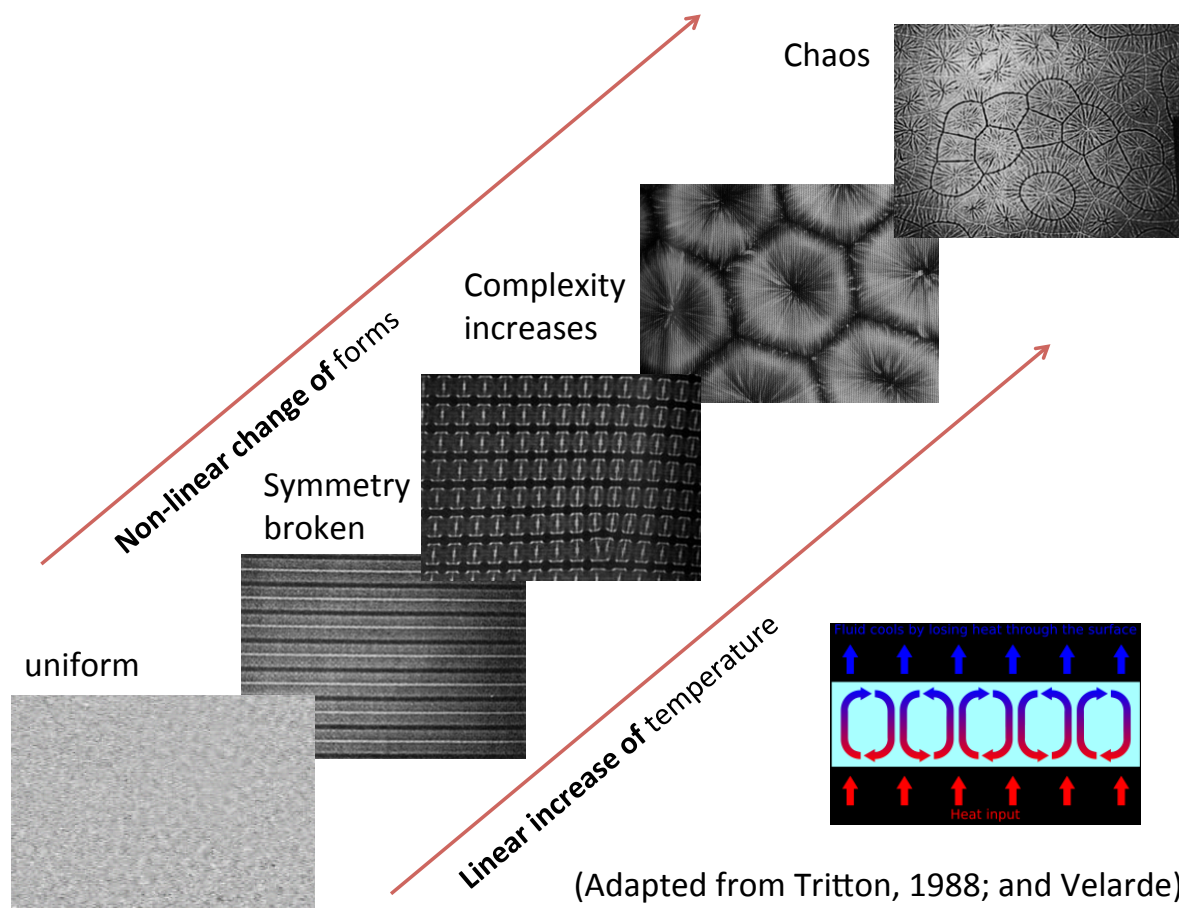 Chaos
Complexity
increases
Non-linear change of forms
Symmetry
broken
uniform
Linear increase of temperature
Fluid cools by losing heat through the surface
Heat input
(Adapted from Tritton, 1988; and Velarde)